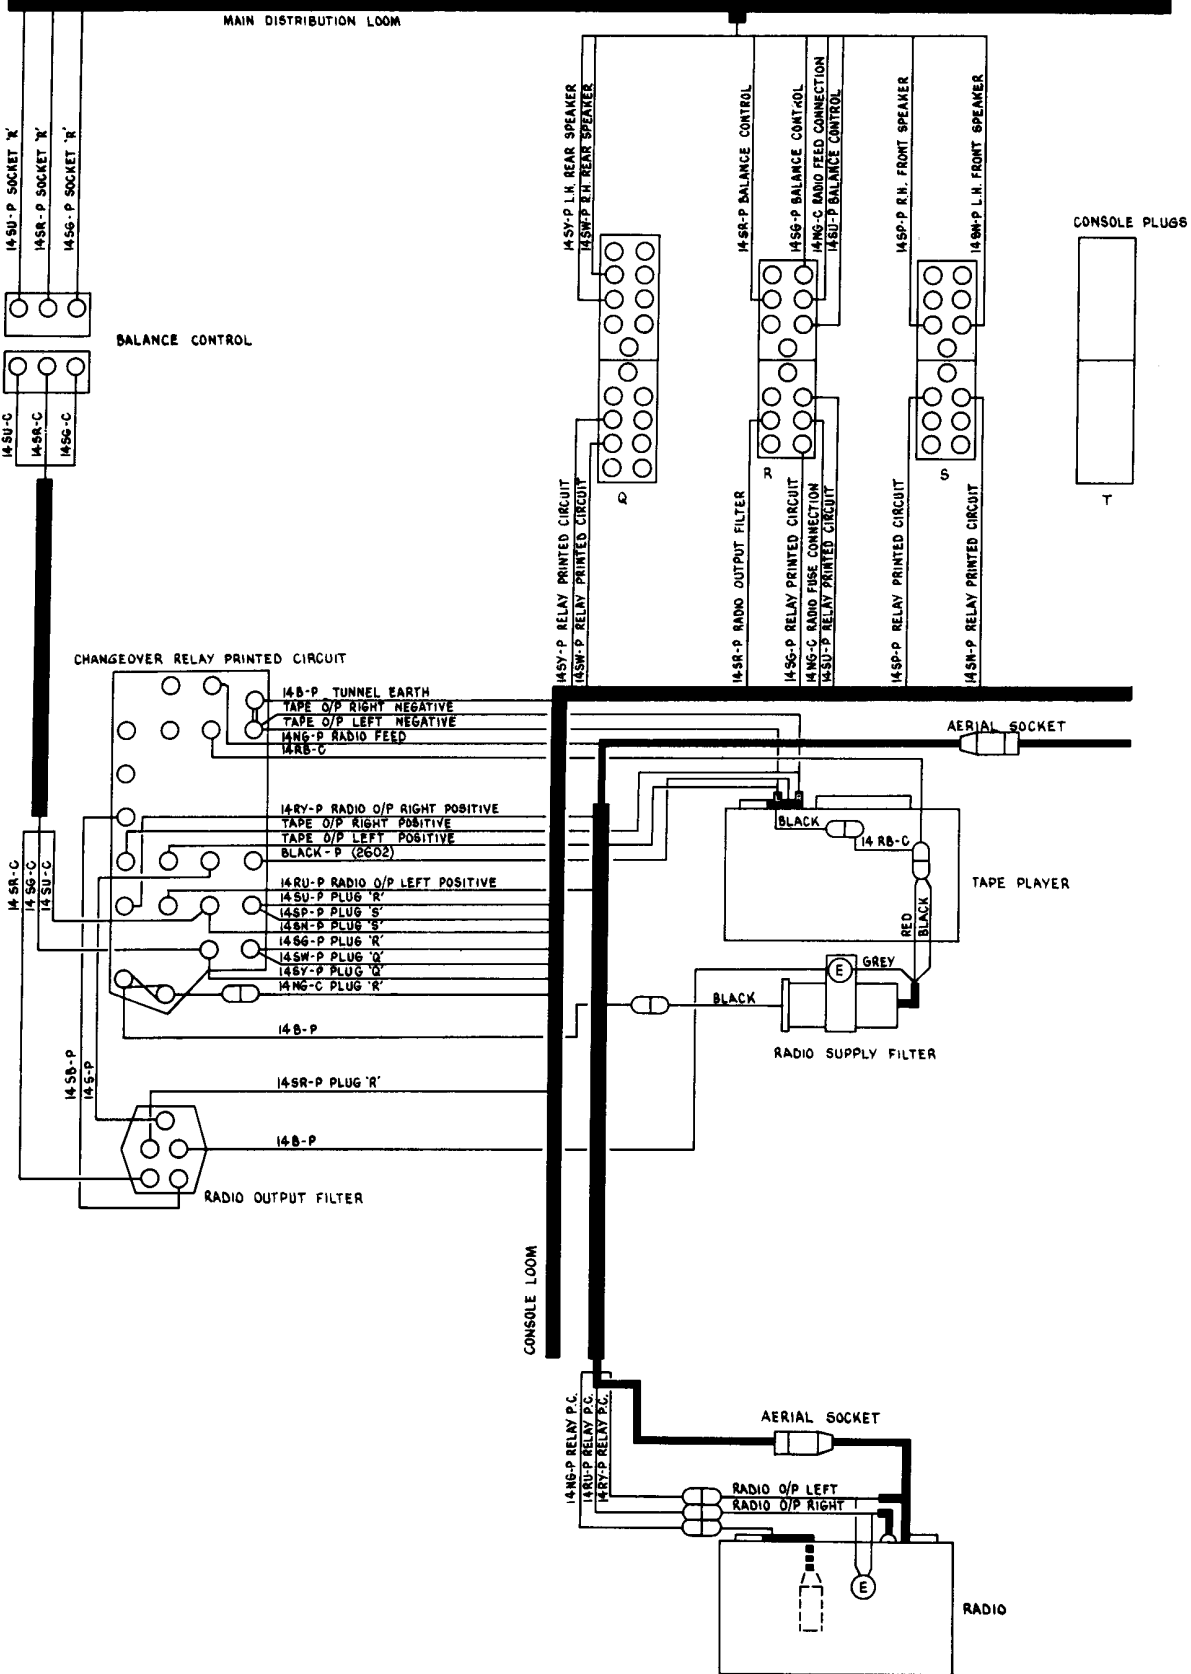 MAIN DISTRIBUTION LOOM
14SU-P SOCKET 'R'
14SR-P SOCKET 'R'
14SG-P SOCKET 'R'
14SY-P L.H. REAR SPEAKER
14SW-P R.H. REAR SPEAKER
14SR-P BALANCE CONTROL
14SG-P BALANCE CONTROL
14NG-C RADIO FEED CONNECTION
14SU-P BALANCE CONTROL
14SP-P R.H. FRONT SPEAKER
14SN-P L.H. FRONT SPEAKER
CONSOLE PLUGS
BALANCE CONTROL
14SU-C
14SR-C
14SG-C
Q
R
S
T
14SY-P RELAY PRINTED CIRCUIT
14SW-P RELAY PRINTED CIRCUIT
14SR-P RADIO OUTPUT FILTER
14SG-P RELAY PRINTED CIRCUIT
14NG-C RADIO FUSE CONNECTION
14SU-P RELAY PRINTED CIRCUIT
14SP-P RELAY PRINTED CIRCUIT
14SN-P RELAY PRINTED CIRCUIT
CHANGEOVER RELAY PRINTED CIRCUIT
14B-P TUNNEL EARTH
TAPE O/P RIGHT NEGATIVE
TAPE O/P LEFT NEGATIVE
14NG-P RADIO FEED
14RB-C
AERIAL SOCKET
14RY-P RADIO O/P RIGHT POSITIVE
TAPE O/P RIGHT POSITIVE
TAPE O/P LEFT POSITIVE
BLACK-P (2602)
BLACK
14 RB-C
TAPE PLAYER
14SR-C
14SG-C
14SU-C
14RU-P RADIO O/P LEFT POSITIVE
14SU-P PLUG 'R'
14SP-P PLUG 'S'
14SN-P PLUG 'S'
14SG-P PLUG 'R'
14SW-P PLUG 'Q'
14SY-P PLUG 'Q'
14NG-C PLUG 'R'
RED
BLACK
E
GREY
BLACK
14B-P
RADIO SUPPLY FILTER
14SB-P
14S-P
14SR-P PLUG 'R'
14B-P
RADIO OUTPUT FILTER
CONSOLE LOOM
14NG-P RELAY P.C.
14RU-P RELAY P.C.
14RY-P RELAY P.C.
AERIAL SOCKET
RADIO O/P LEFT
RADIO O/P RIGHT
E
RADIO